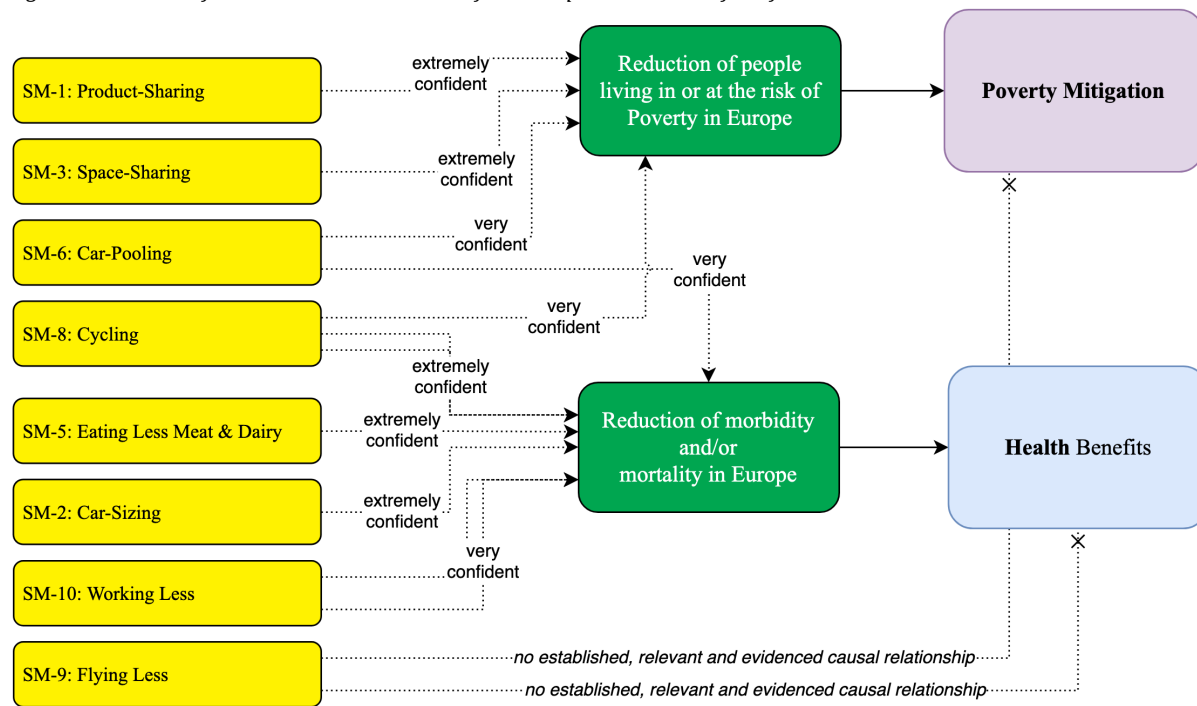 extremely
confident
SM-1: Product-Sharing
Reduction of people
living in or at the risk of
Poverty in Europe
Poverty Mitigation
SM-3: Space-Sharing
extremely
confident
SM-6: Car-Pooling
very
confident
very
confident
SM-8: Cycling
very
confident
extremely
confident
SM-5: Eating Less Meat & Dairy
extremely
confident
Reduction of morbidity
and/or
mortality in Europe
Health Benefits
SM-2: Car-Sizing
extremely
confident
SM-10: Working Less
very
confident
SM-9: Flying Less
no established, relevant and evidenced causal relationship
no established, relevant and evidenced causal relationship